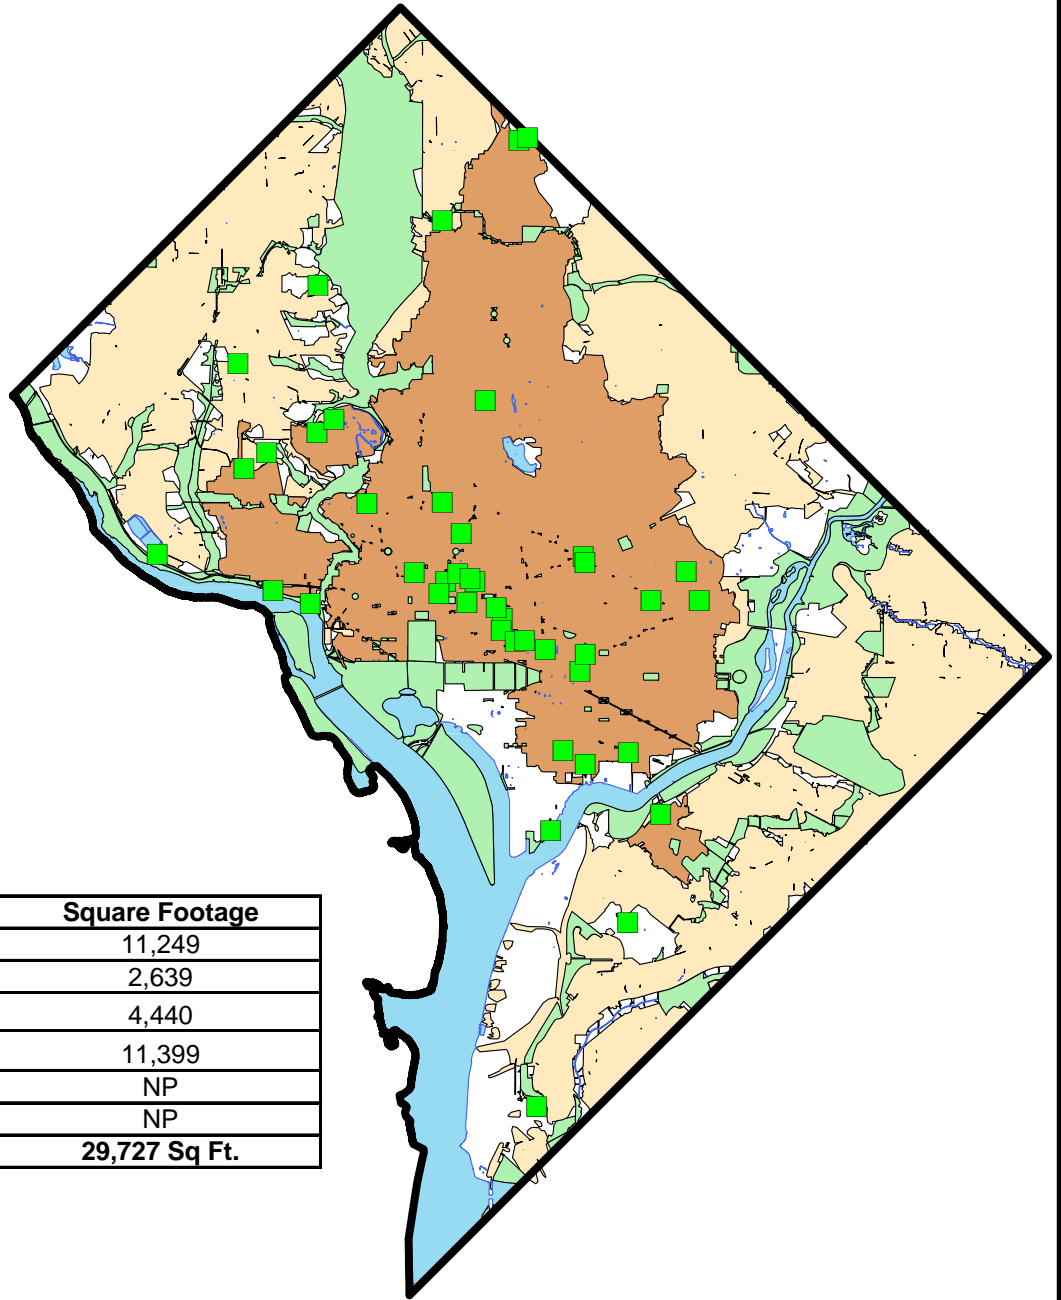 Square Footage
11,249
2,639
4,440
11,399
NP
NP
29,727 Sq Ft.